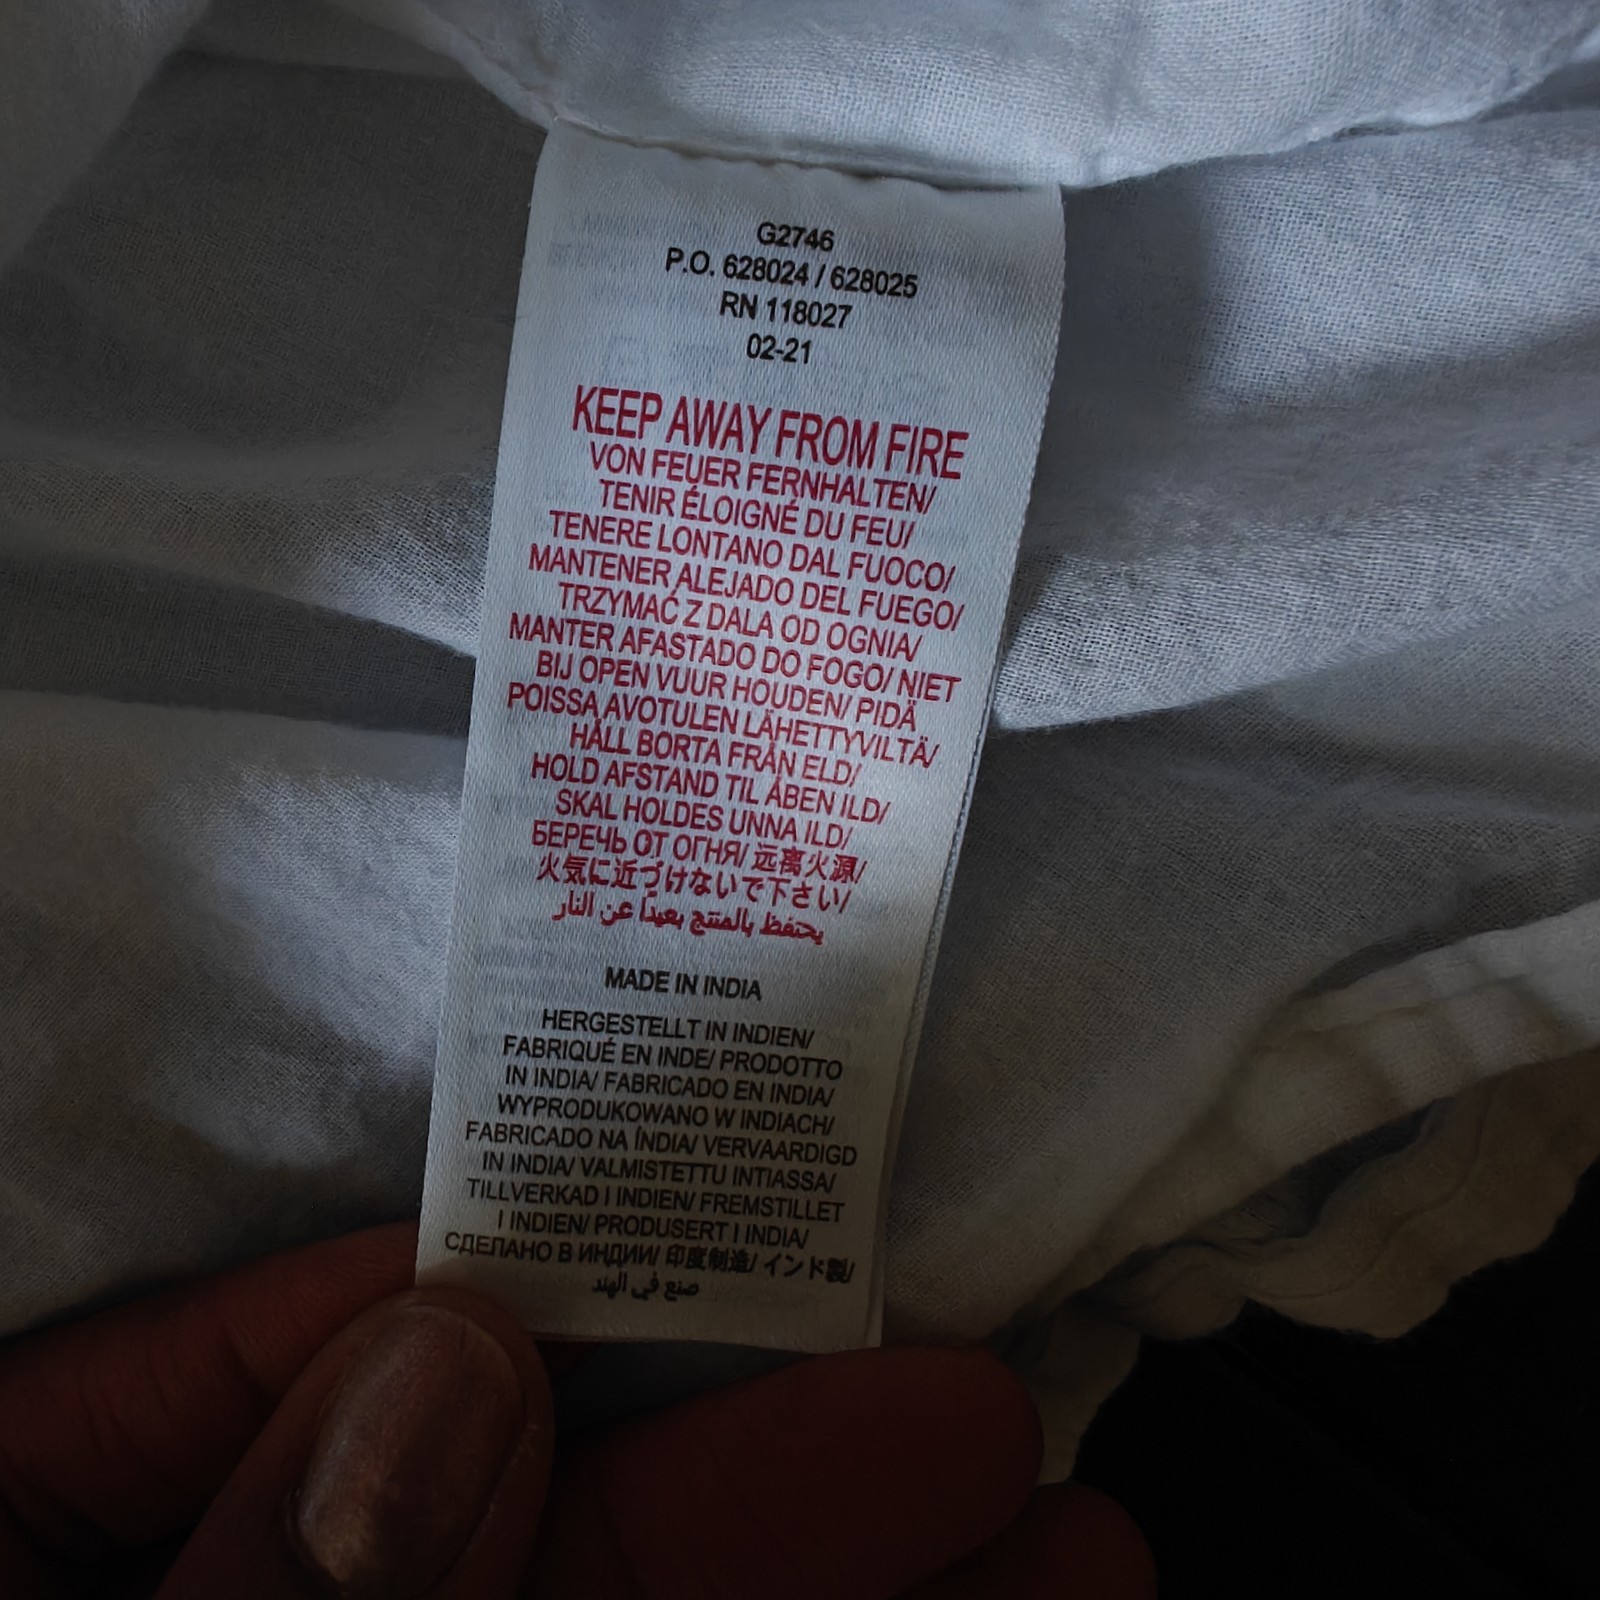 G2746
P.O. 628024 / 628025
RN 118027
02-21
KEEP AWAY FROM FIRE
VON FEUER FERNHALTEN/
TENIR ÉLOIGNÉ DU FEU/
TENERE LONTANO DAL FUOCO/
MANTENER ALEJADO DEL FUEGO/
TRZYMAĆ Z DALA OD OGNIA/
MANTER AFASTADO DO FOGO/ NIET
BIJ OPEN VUUR HOUDEN/ PIDÄ
POISSA AVOTULEN LÄHETTYVILTÄ/
HÅLL BORTA FRÅN ELD/
HOLD AFSTAND TIL ÅBEN ILD/
SKAL HOLDES UNNA ILD/
БЕРЕЧЬ ОТ ОГНЯ/ 远离火源/
火気に近づけないで下さい/
يحتفظ بالمنتج بعيدًا عن النار
MADE IN INDIA
HERGESTELLT IN INDIEN/
FABRIQUÉ EN INDE/ PRODOTTO
IN INDIA/ FABRICADO EN INDIA/
WYPRODUKOWANO W INDIACH/
FABRICADO NA ÍNDIA/ VERVAARDIGD
IN INDIA/ VALMISTETTU INTIASSA/
TILLVERKAD I INDIEN/ FREMSTILLET
I INDIEN/ PRODUSERT I INDIA/
СДЕЛАНО В ИНДИИ/ 印度制造/ インド製/
صنع في الهند